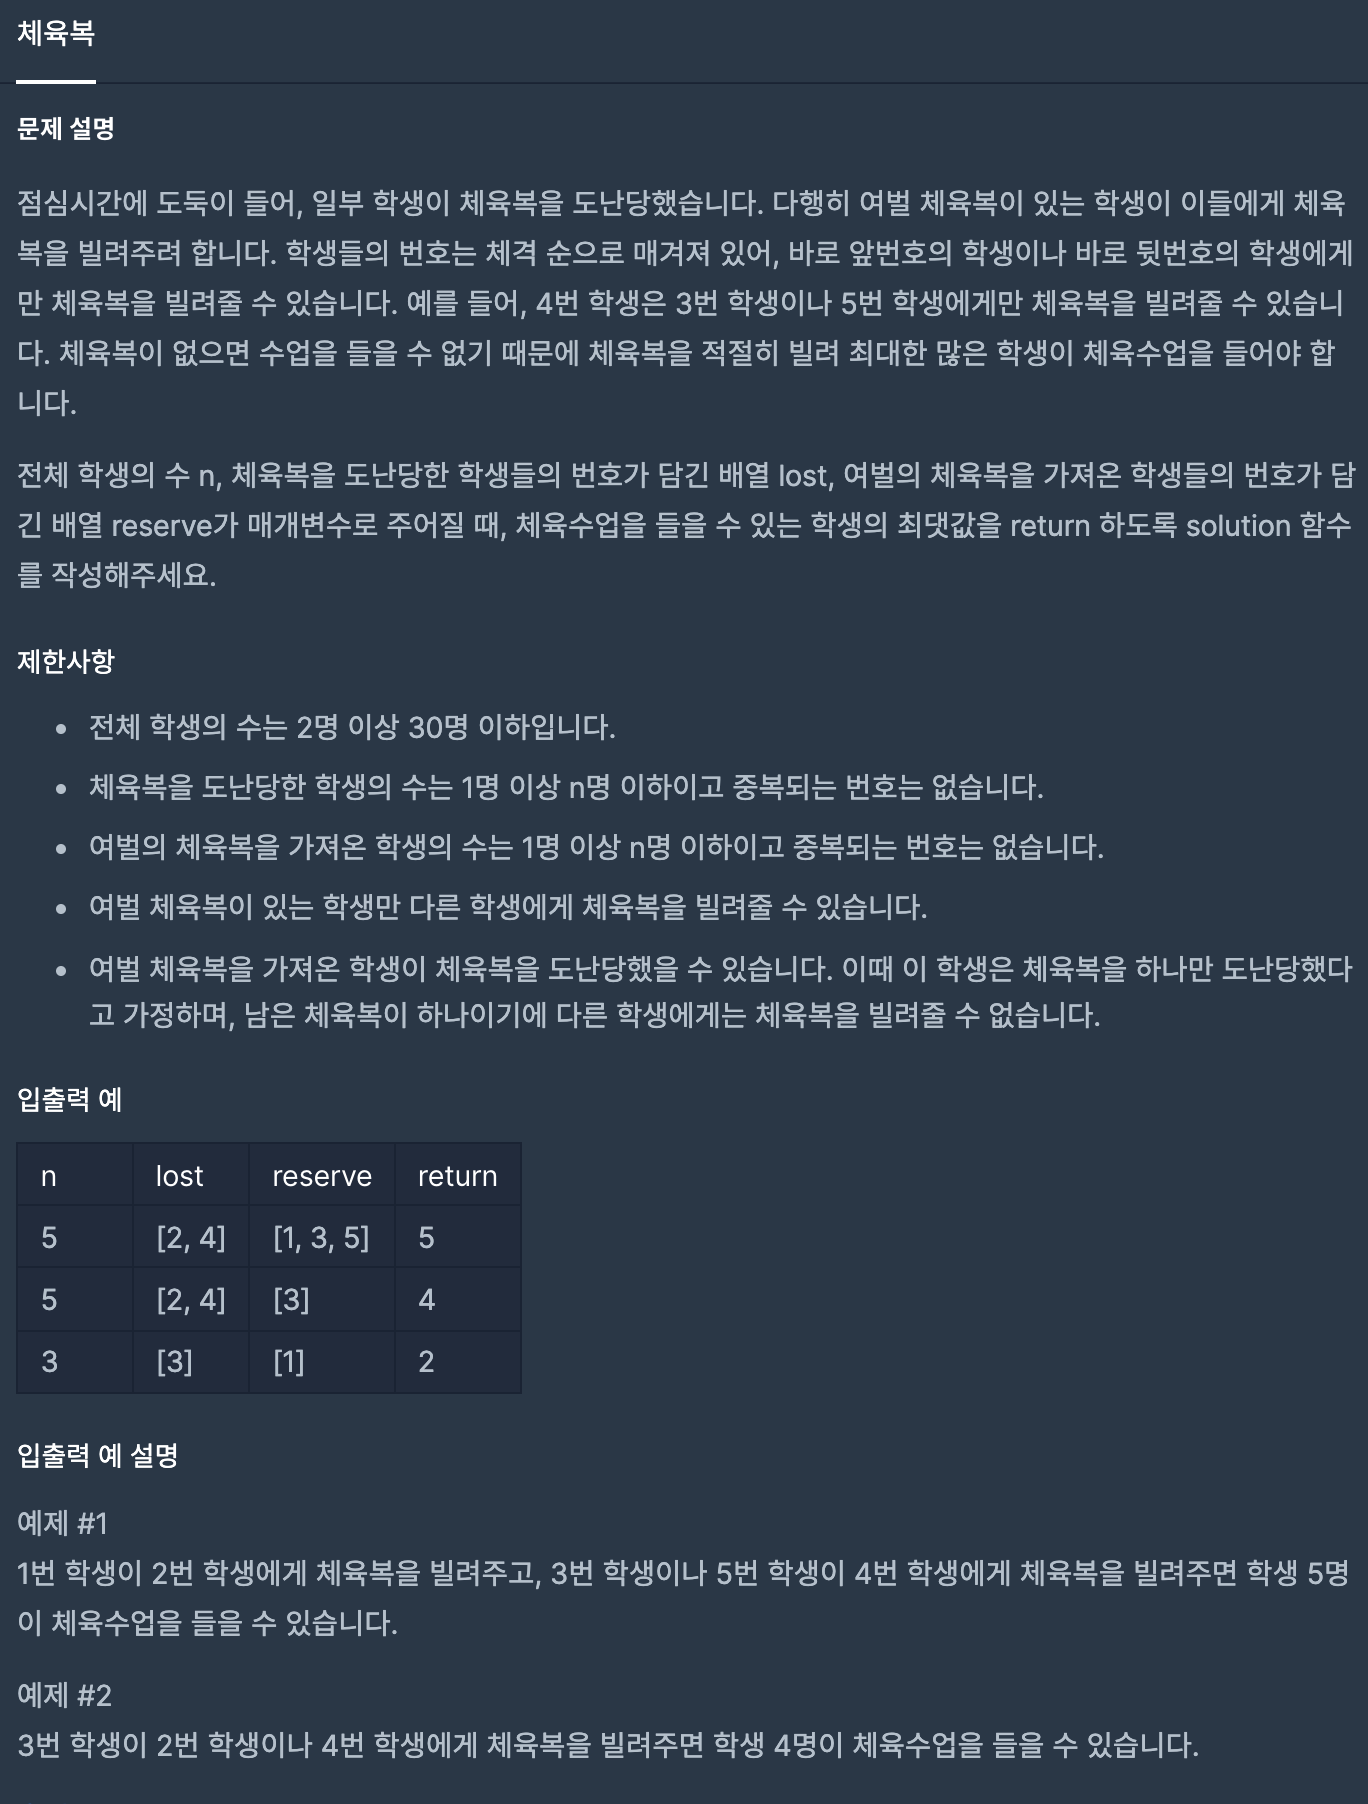 체육복
문제 설명
점심시간에 도둑이 들어, 일부 학생이 체육복을 도난당했습니다. 다행히 여벌 체육복이 있는 학생이 이들에게 체육
복을 빌려주려 합니다. 학생들의 번호는 체격 순으로 매겨져 있어, 바로 앞번호의 학생이나 바로 뒷번호의 학생에게
만 체육복을 빌려줄 수 있습니다. 예를 들어, 4번 학생은 3번 학생이나 5번 학생에게만 체육복을 빌려줄 수 있습니
다. 체육복이 없으면 수업을 들을 수 없기 때문에 체육복을 적절히 빌려 최대한 많은 학생이 체육수업을 들어야 합
니다.
전체 학생의 수 n, 체육복을 도난당한 학생들의 번호가 담긴 배열 lost, 여벌의 체육복을 가져온 학생들의 번호가 담
긴 배열 reserve가 매개변수로 주어질 때, 체육수업을 들을 수 있는 학생의 최댓값을 return 하도록 solution 함수
를 작성해주세요.
제한사항
• 전체 학생의 수는 2명 이상 30명 이하입니다.
• 체육복을 도난당한 학생의 수는 1명 이상 n명 이하이고 중복되는 번호는 없습니다.
• 여벌의 체육복을 가져온 학생의 수는 1명 이상 n명 이하이고 중복되는 번호는 없습니다.
• 여벌 체육복이 있는 학생만 다른 학생에게 체육복을 빌려줄 수 있습니다.
• 여벌 체육복을 가져온 학생이 체육복을 도난당했을 수 있습니다. 이때 이 학생은 체육복을 하나만 도난당했다
고 가정하며, 남은 체육복이 하나이기에 다른 학생에게는 체육복을 빌려줄 수 없습니다.
입출력 예
n lost reserve return
5 [2, 4] [1, 3, 5] 5
5 [2, 4] [3] 4
3 [3] [1] 2
입출력 예 설명
예제 #1
1번 학생이 2번 학생에게 체육복을 빌려주고, 3번 학생이나 5번 학생이 4번 학생에게 체육복을 빌려주면 학생 5명
이 체육수업을 들을 수 있습니다.
예제 #2
3번 학생이 2번 학생이나 4번 학생에게 체육복을 빌려주면 학생 4명이 체육수업을 들을 수 있습니다.